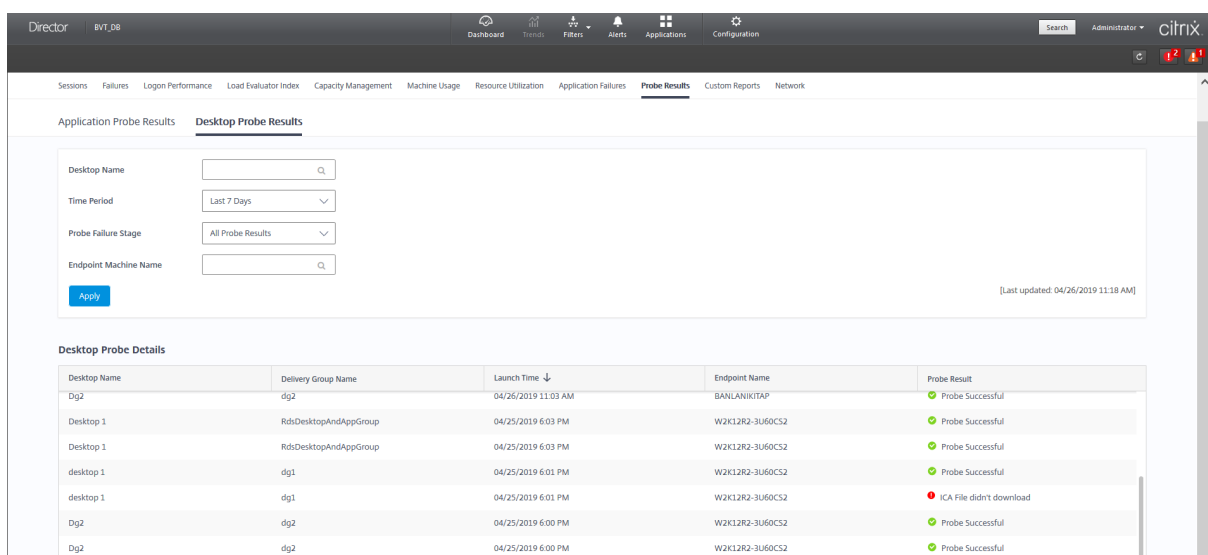 Director BVT_DB Dashboard Trends Filters Alerts Applications Configuration Search Administrator citrix
2 1
Sessions Failures Logon Performance Load Evaluator Index Capacity Management Machine Usage Resource Utilization Application Failures Probe Results Custom Reports Network
Application Probe Results Desktop Probe Results
Desktop Name
Time Period Last 7 Days
Probe Failure Stage All Probe Results
Endpoint Machine Name
Apply
[Last updated: 04/26/2019 11:18 AM]
Desktop Probe Details
Desktop Name Delivery Group Name Launch Time Endpoint Name Probe Result
Dg2 dg2 04/26/2019 11:03 AM BANLANIKITAP Probe Successful
Desktop 1 RdsDesktopAndAppGroup 04/25/2019 6:03 PM W2K12R2-3U60CS2 Probe Successful
Desktop 1 RdsDesktopAndAppGroup 04/25/2019 6:03 PM W2K12R2-3U60CS2 Probe Successful
desktop 1 dg1 04/25/2019 6:01 PM W2K12R2-3U60CS2 Probe Successful
desktop 1 dg1 04/25/2019 6:01 PM W2K12R2-3U60CS2 ICA File didn't download
Dg2 dg2 04/25/2019 6:00 PM W2K12R2-3U60CS2 Probe Successful
Dg2 dg2 04/25/2019 6:00 PM W2K12R2-3U60CS2 Probe Successful